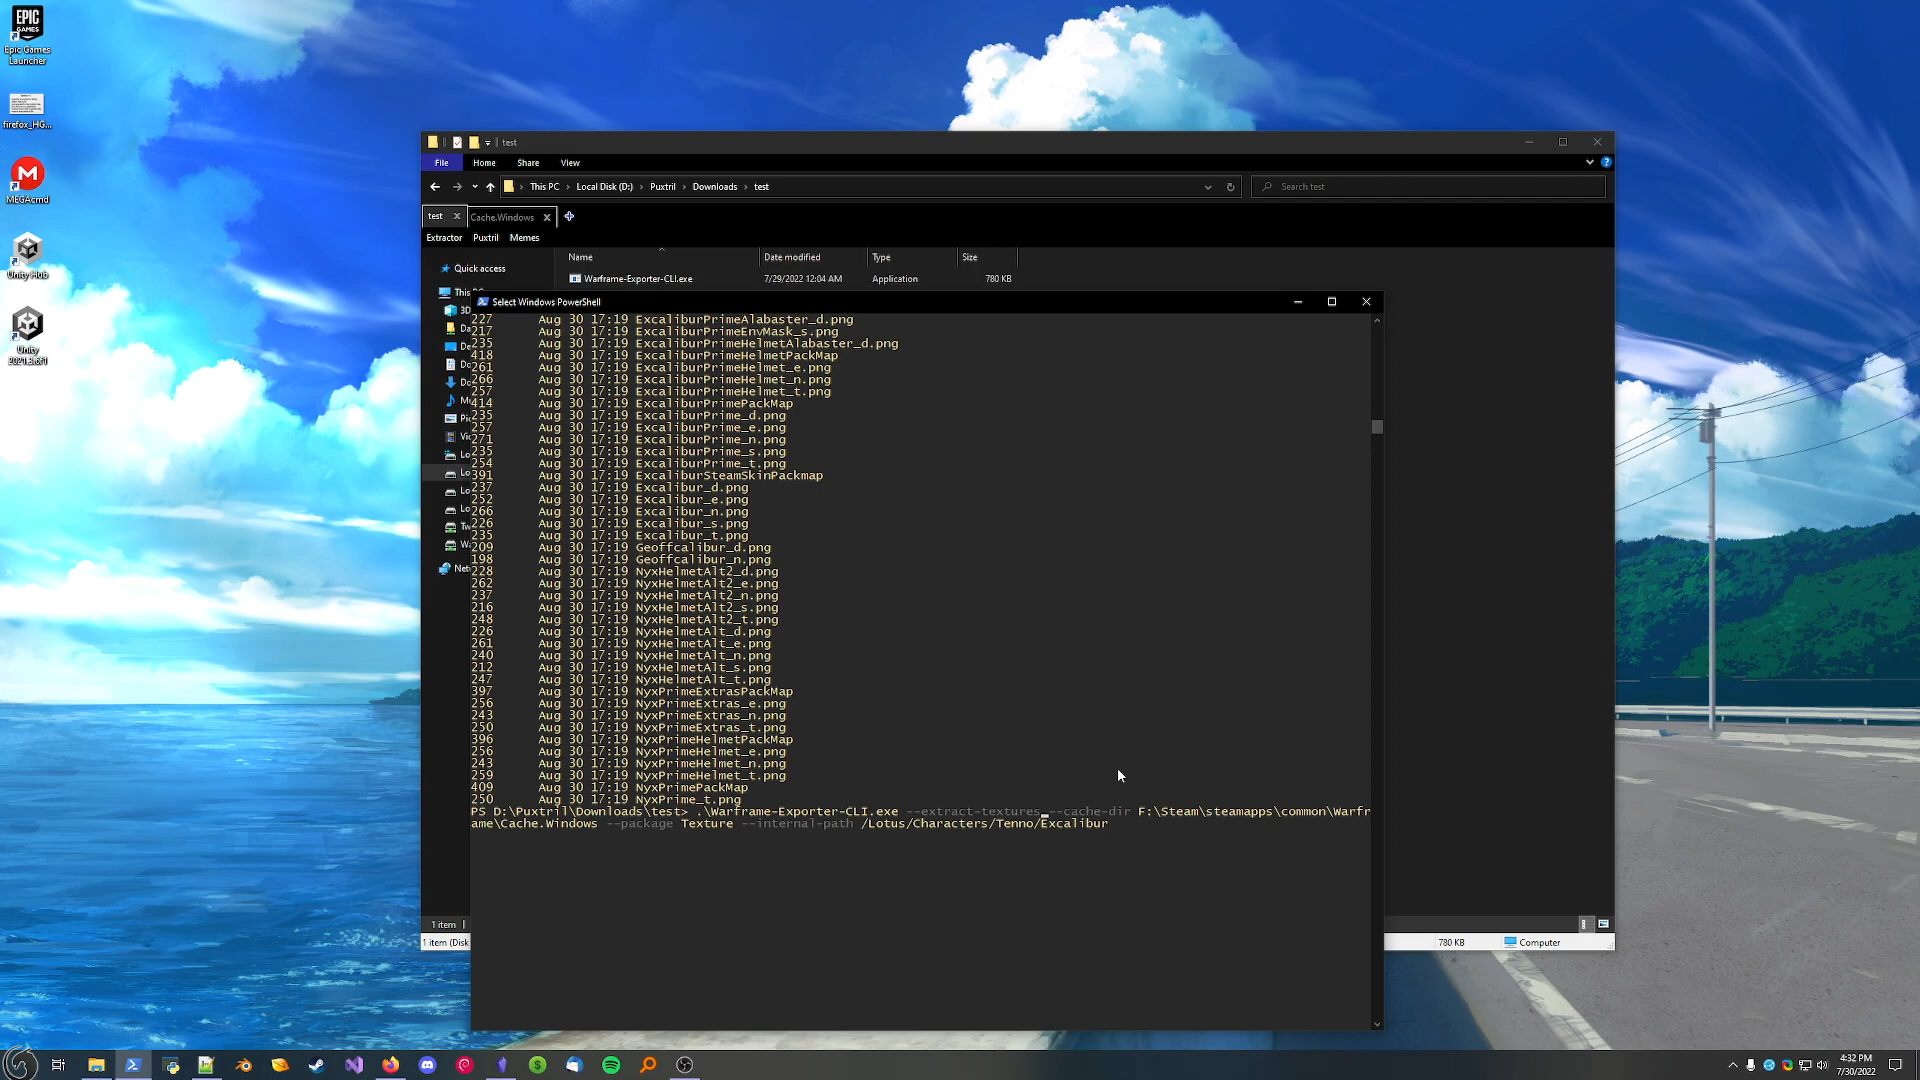 EPIC
GAMES
Epic Games
Launcher
firefox_HG...
M
MEGAcmd
Unity Hub
Unity
2021.3.6f1
test
File
Home
Share
View
This PC
Local Disk (D:)
Puxtril
Downloads
test
Search test
test
Cache.Windows
Extractor
Puxtril
Memes
Name
Date modified
Type
Size
Quick access
Warframe-Exporter-CLI.exe
7/29/2022 12:04 AM
Application
780 KB
This
Select Windows PowerShell
227 Aug 30 17:19 ExcaliburPrimeAlabaster_d.png
217 Aug 30 17:19 ExcaliburPrimeEnvMask_s.png
235 Aug 30 17:19 ExcaliburPrimeHelmetAlabaster_d.png
418 Aug 30 17:19 ExcaliburPrimeHelmetPackMap
261 Aug 30 17:19 ExcaliburPrimeHelmet_e.png
266 Aug 30 17:19 ExcaliburPrimeHelmet_n.png
257 Aug 30 17:19 ExcaliburPrimeHelmet_t.png
414 Aug 30 17:19 ExcaliburPrimePackMap
235 Aug 30 17:19 ExcaliburPrime_d.png
257 Aug 30 17:19 ExcaliburPrime_e.png
271 Aug 30 17:19 ExcaliburPrime_n.png
235 Aug 30 17:19 ExcaliburPrime_s.png
254 Aug 30 17:19 ExcaliburPrime_t.png
391 Aug 30 17:19 ExcaliburSteamSkinPackmap
237 Aug 30 17:19 Excalibur_d.png
252 Aug 30 17:19 Excalibur_e.png
266 Aug 30 17:19 Excalibur_n.png
226 Aug 30 17:19 Excalibur_s.png
235 Aug 30 17:19 Excalibur_t.png
209 Aug 30 17:19 Geoffcalibur_d.png
198 Aug 30 17:19 Geoffcalibur_n.png
228 Aug 30 17:19 NyxHelmetAlt2_d.png
262 Aug 30 17:19 NyxHelmetAlt2_e.png
237 Aug 30 17:19 NyxHelmetAlt2_n.png
216 Aug 30 17:19 NyxHelmetAlt2_s.png
248 Aug 30 17:19 NyxHelmetAlt2_t.png
226 Aug 30 17:19 NyxHelmetAlt_d.png
261 Aug 30 17:19 NyxHelmetAlt_e.png
240 Aug 30 17:19 NyxHelmetAlt_n.png
212 Aug 30 17:19 NyxHelmetAlt_s.png
247 Aug 30 17:19 NyxHelmetAlt_t.png
397 Aug 30 17:19 NyxPrimeExtrasPackMap
256 Aug 30 17:19 NyxPrimeExtras_e.png
243 Aug 30 17:19 NyxPrimeExtras_n.png
250 Aug 30 17:19 NyxPrimeExtras_t.png
396 Aug 30 17:19 NyxPrimeHelmetPackMap
256 Aug 30 17:19 NyxPrimeHelmet_e.png
243 Aug 30 17:19 NyxPrimeHelmet_n.png
259 Aug 30 17:19 NyxPrimeHelmet_t.png
409 Aug 30 17:19 NyxPrimePackMap
250 Aug 30 17:19 NyxPrime_t.png
PS D:\Puxtril\Downloads\test> .\Warframe-Exporter-CLI.exe --extract-textures --cache-dir F:\Steam\steamapps\common\Warfr
ame\Cache.Windows --package Texture --internal-path /Lotus/Characters/Tenno/Excalibur
1 item
1 item (Disk
780 KB
Computer
4:32 PM
7/30/2022